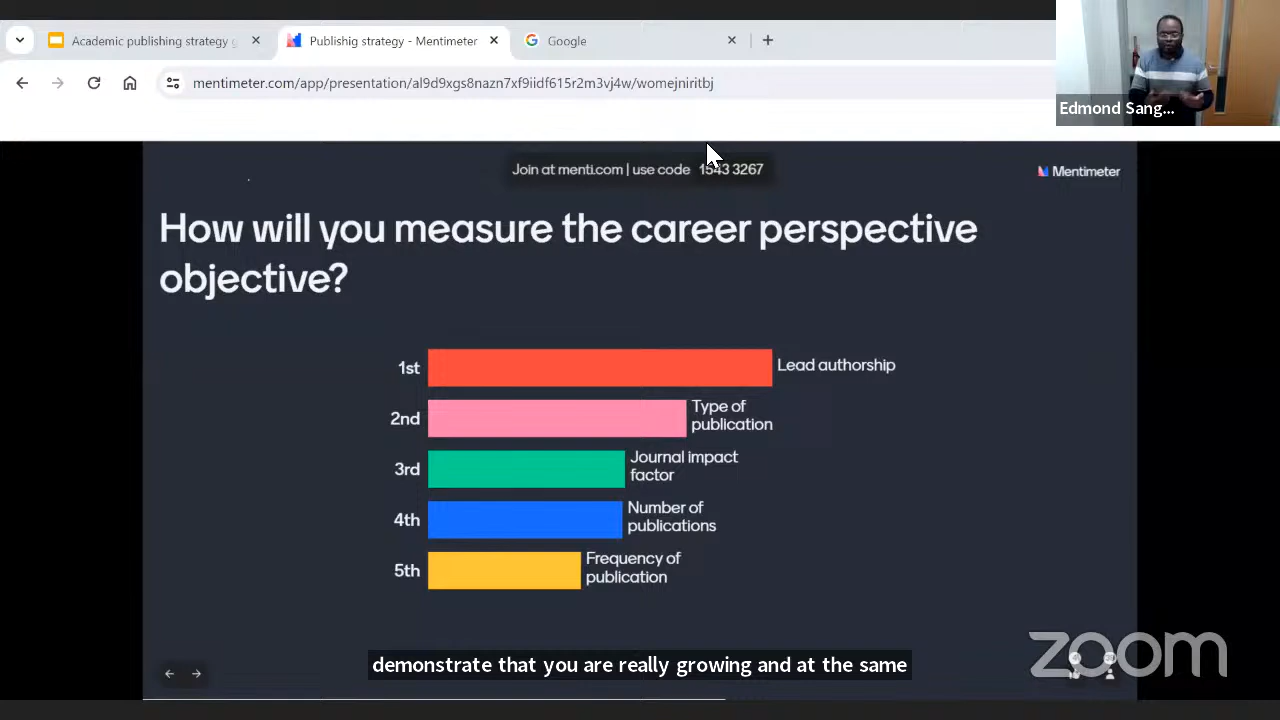 Academic publishing strategy
Publishig strategy - Mentimeter
Google
mentimeter.com/app/presentation/al9d9xgs8nazn7xf9iidf615r2m3vj4w/womejniritbj
Edmond Sang...
Join at menti.com | use code 1543 3267
Mentimeter
How will you measure the career perspective
objective?
1st
Lead authorship
2nd
Type of
publication
3rd
Journal impact
factor
4th
Number of
publications
5th
Frequency of
publication
demonstrate that you are really growing and at the same
zoom